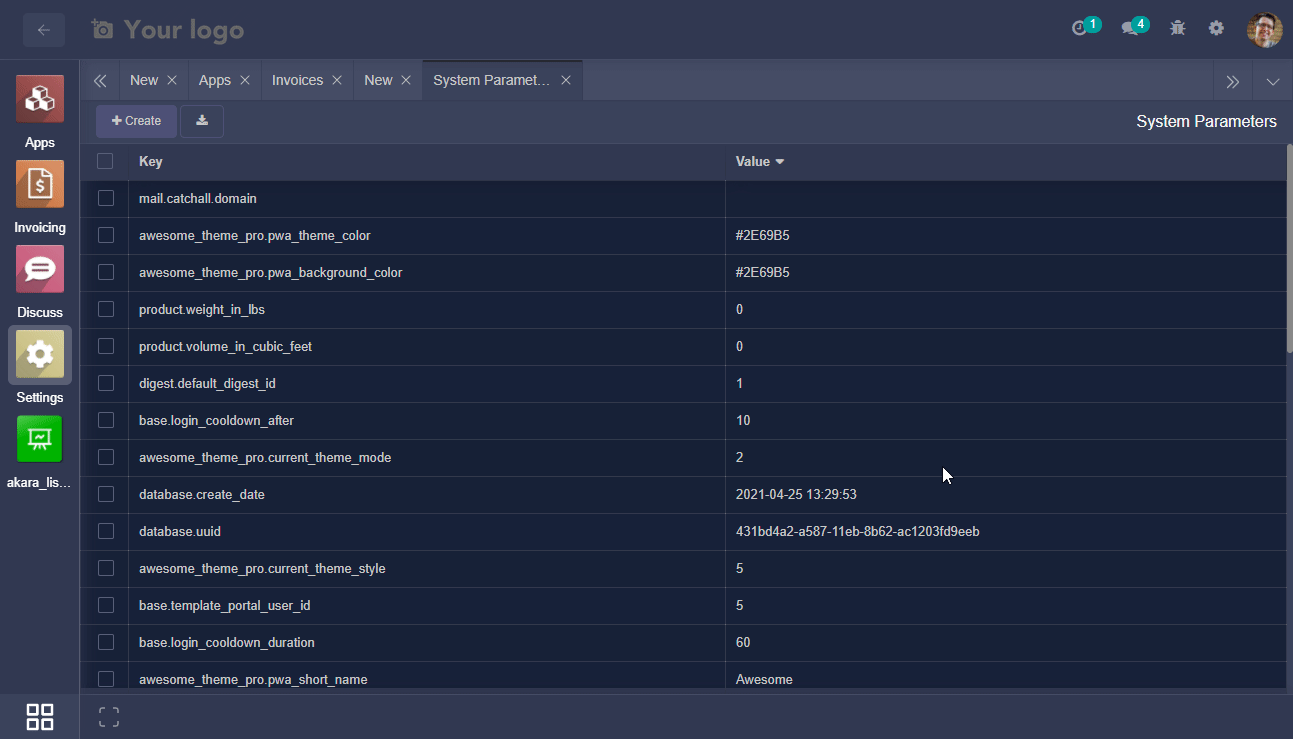 Your logo
1
4
New
Apps
Invoices
New
System Paramet...
Create
System Parameters
Apps
Invoicing
Discuss
Settings
akara_lis...
Key Value
mail.catchall.domain
awesome_theme_pro.pwa_theme_color #2E69B5
awesome_theme_pro.pwa_background_color #2E69B5
product.weight_in_lbs 0
product.volume_in_cubic_feet 0
digest.default_digest_id 1
base.login_cooldown_after 10
awesome_theme_pro.current_theme_mode 2
database.create_date 2021-04-25 13:29:53
database.uuid 431bd4a2-a587-11eb-8b62-ac1203fd9eeb
awesome_theme_pro.current_theme_style 5
base.template_portal_user_id 5
base.login_cooldown_duration 60
awesome_theme_pro.pwa_short_name Awesome